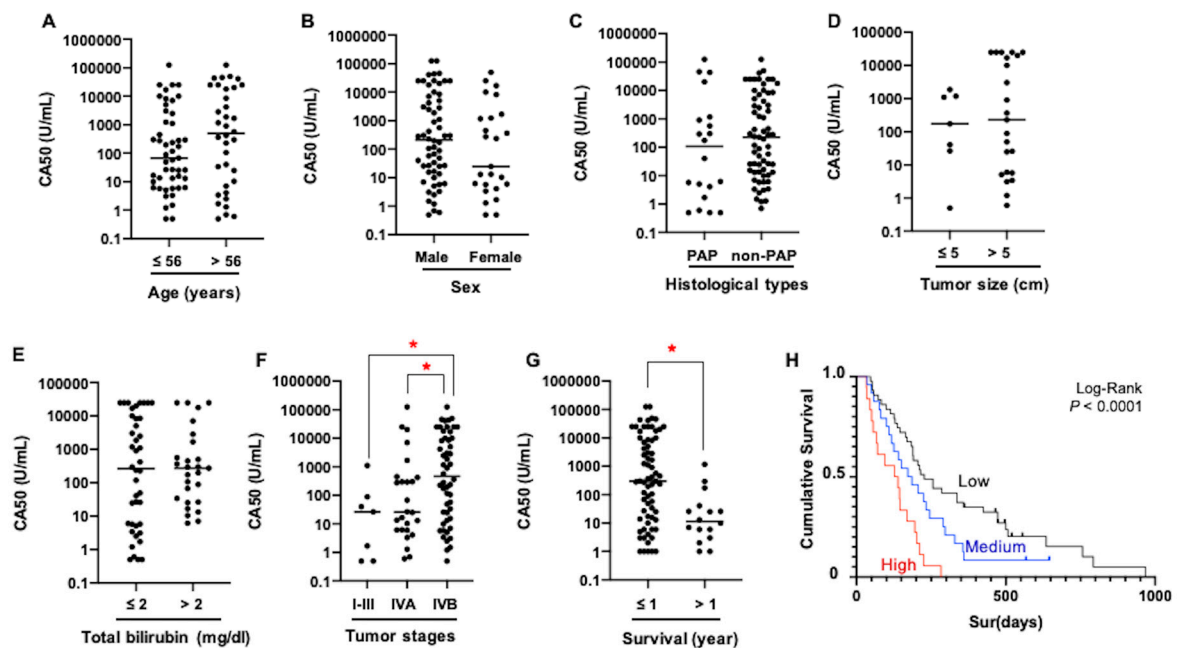 A
CA50 (U/mL)
1000000
100000
10000
1000
100
10
1
0.1
≤ 56 > 56
Age (years)
B
CA50 (U/mL)
1000000
100000
10000
1000
100
10
1
0.1
Male Female
Sex
C
CA50 (U/mL)
1000000
100000
10000
1000
100
10
1
0.1
PAP non-PAP
Histological types
D
CA50 (U/mL)
100000
10000
1000
100
10
1
0.1
≤ 5 > 5
Tumor size (cm)
E
CA50 (U/mL)
100000
10000
1000
100
10
1
0.1
≤ 2 > 2
Total bilirubin (mg/dl)
F
CA50 (U/mL)
1000000
100000
10000
1000
100
10
1
0.1
* 
*
I-III IVA IVB
Tumor stages
G
CA50 (U/mL)
1000000
100000
10000
1000
100
10
1
0.1
*
≤ 1 > 1
Survival (year)
H
Cumulative Survival
1.0
0.5
0
Log-Rank
P < 0.0001
Low
Medium
High
0 500 1000
Sur(days)